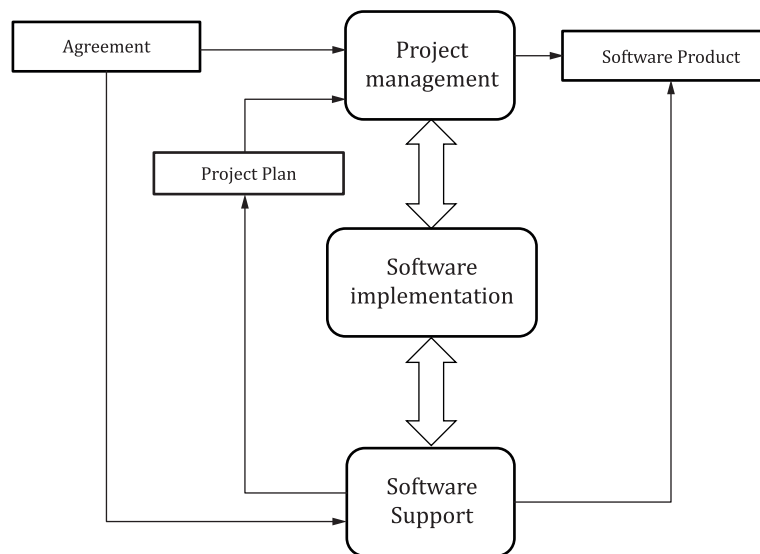 Agreement
Project
management
Software Product
Project Plan
Software
implementation
Software
Support